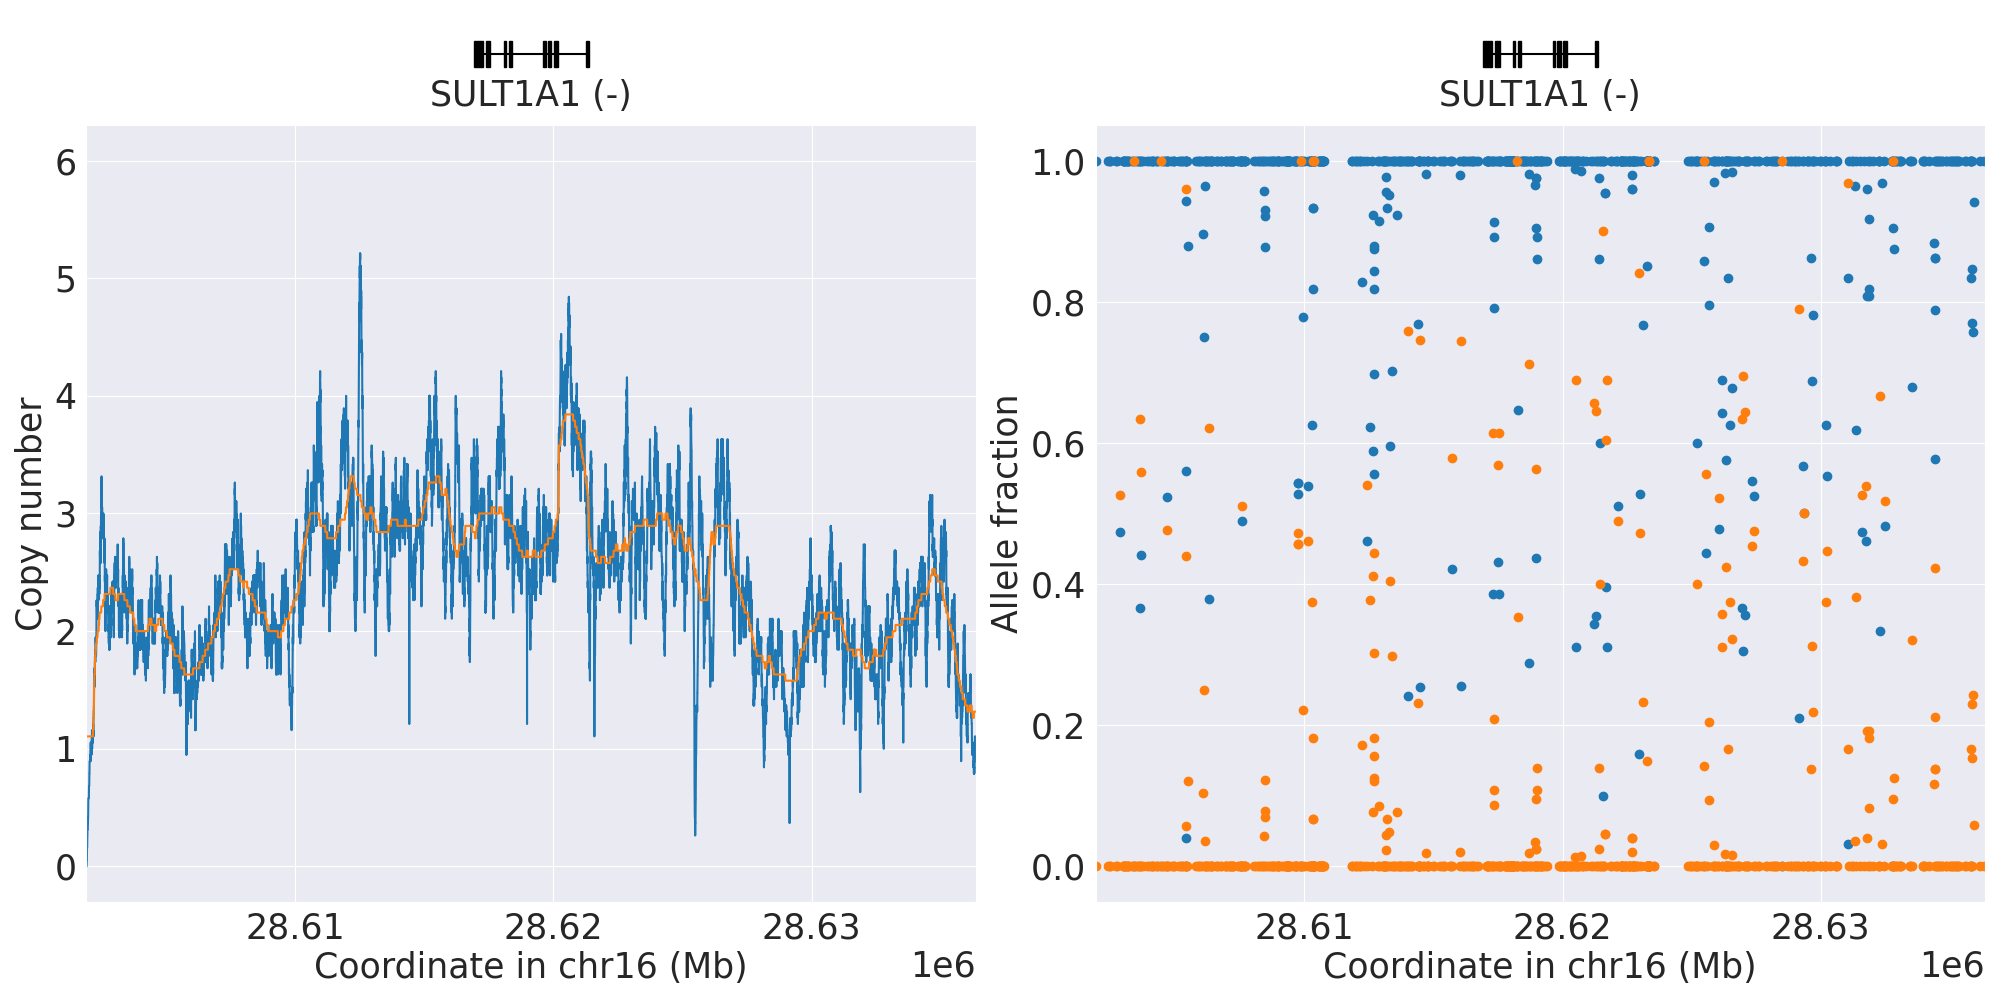 SULT1A1 (-)
Copy number
6
5
4
3
2
1
0
28.61
28.62
28.63
Coordinate in chr16 (Mb)
1e6
SULT1A1 (-)
Allele fraction
1.0
0.8
0.6
0.4
0.2
0.0
28.61
28.62
28.63
Coordinate in chr16 (Mb)
1e6